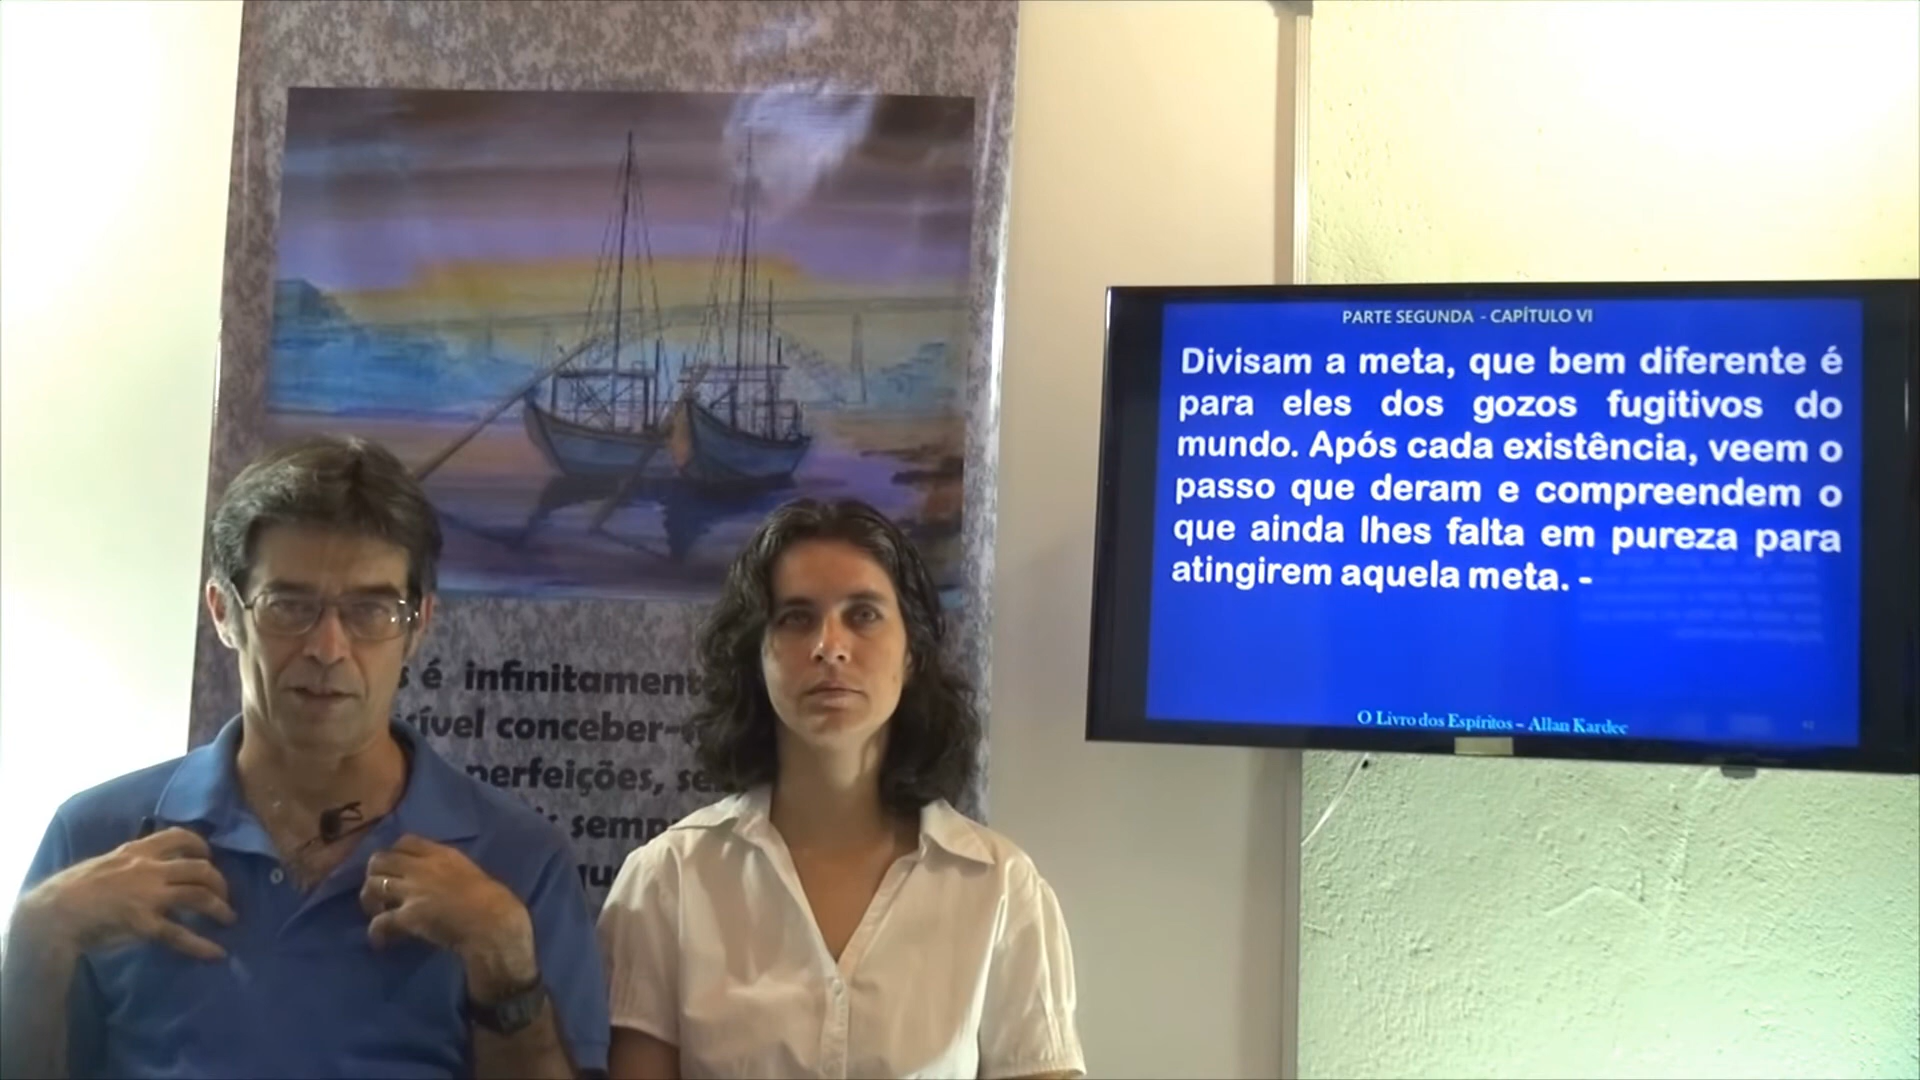 é infinitamente
conceber-
perfeições,
PARTE SEGUNDA - CAPÍTULO VI
Divisam a meta, que bem diferente é
para eles dos gozos fugitivos do
mundo. Após cada existência, veem o
passo que deram e compreendem o
que ainda lhes falta em pureza para
atingirem aquela meta. -
O Livro dos Espíritos – Allan Kardec